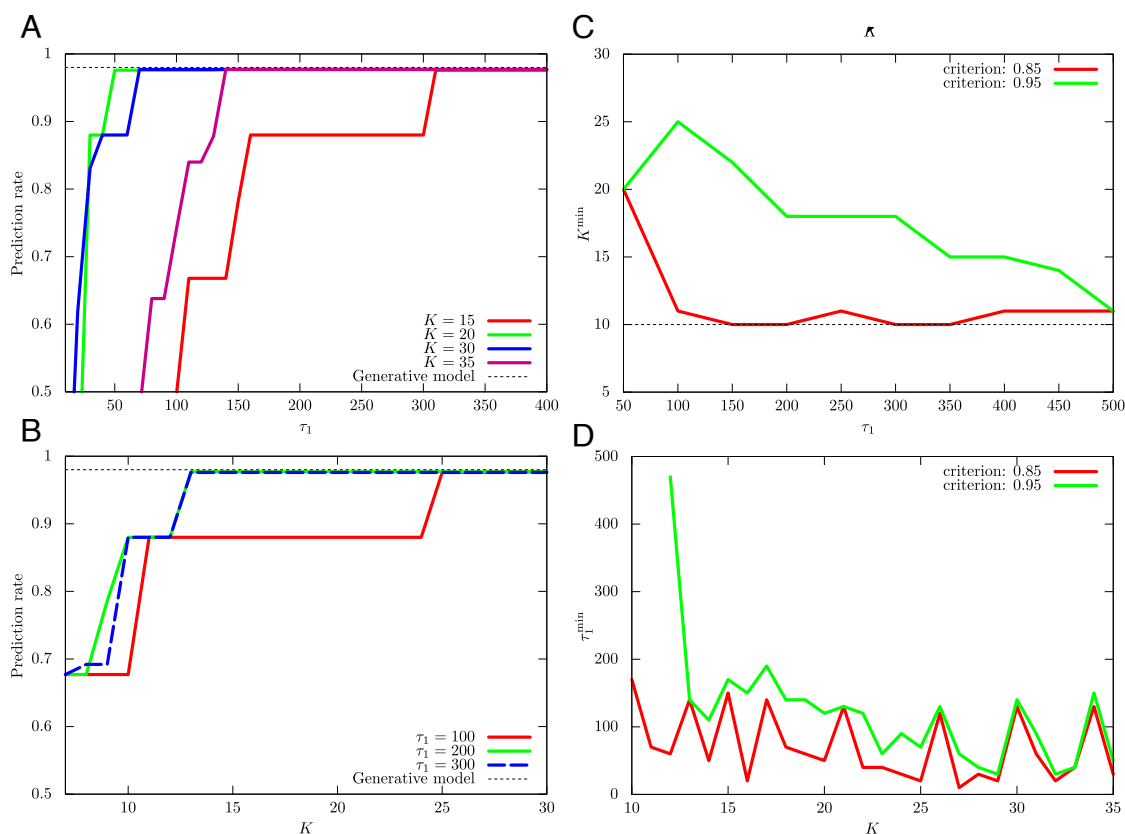 A
1
0.9
0.8
0.7
0.6
0.5
Prediction rate
K = 15
K = 20
K = 30
K = 35
Generative model
50 100 150 200 250 300 350 400
τ₁
B
1
0.9
0.8
0.7
0.6
0.5
Prediction rate
τ₁ = 100
τ₁ = 200
τ₁ = 300
Generative model
10 15 20 25 30
K
C
30
25
20
15
10
5
K^min
criterion: 0.85
criterion: 0.95
50 100 150 200 250 300 350 400 450 500
τ₁
D
500
400
300
200
100
0
τ₁^min
criterion: 0.85
criterion: 0.95
10 15 20 25 30 35
K